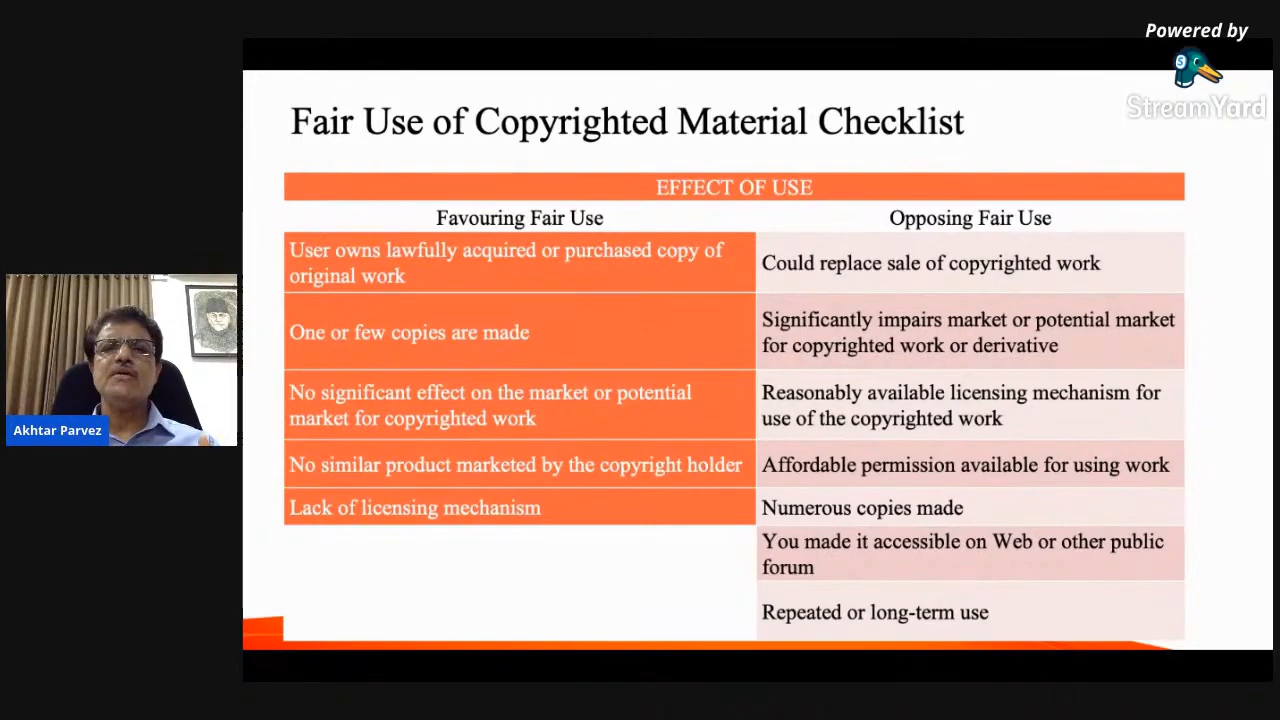 Powered by
StreamYard
Fair Use of Copyrighted Material Checklist
EFFECT OF USE
Favouring Fair Use
Opposing Fair Use
User owns lawfully acquired or purchased copy of
original work
Could replace sale of copyrighted work
One or few copies are made
Significantly impairs market or potential market
for copyrighted work or derivative
No significant effect on the market or potential
market for copyrighted work
Reasonably available licensing mechanism for
use of the copyrighted work
No similar product marketed by the copyright holder
Affordable permission available for using work
Lack of licensing mechanism
Numerous copies made
You made it accessible on Web or other public
forum
Repeated or long-term use
Akhtar Parvez